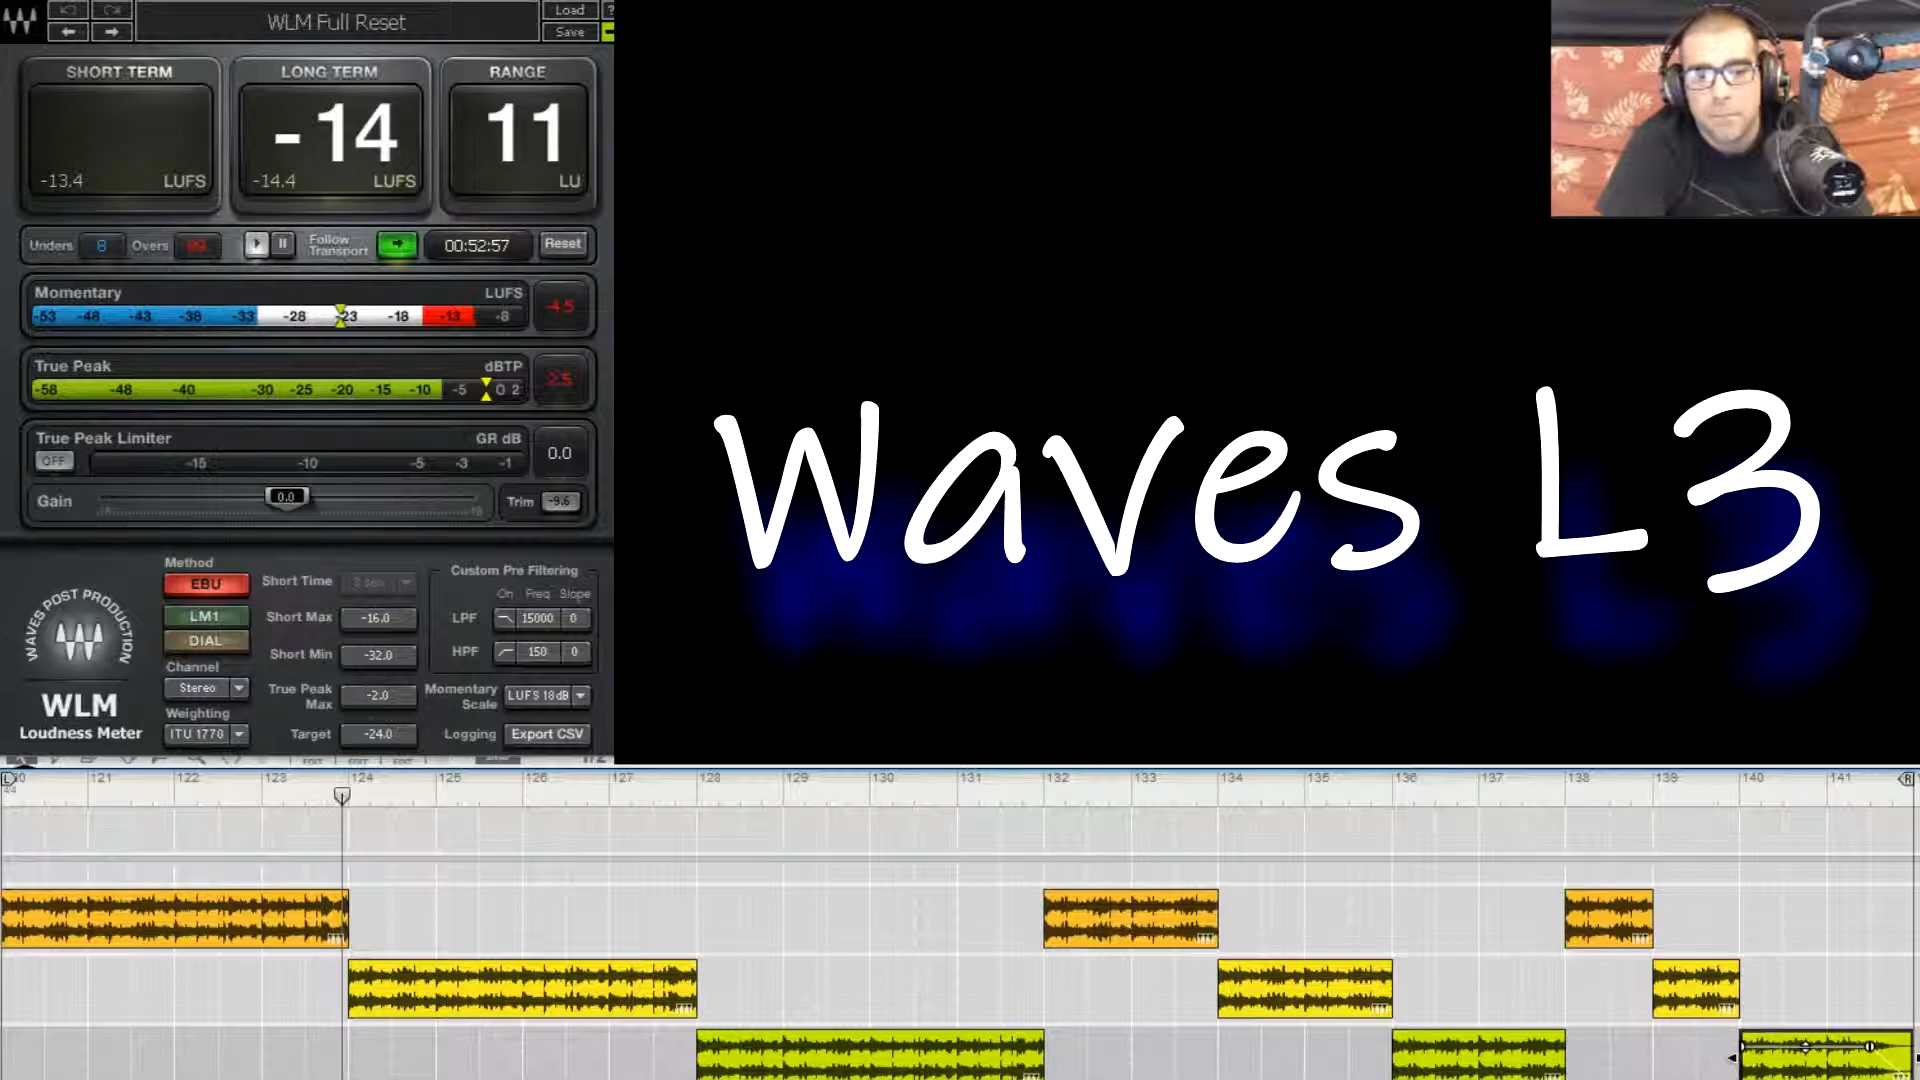 WLM Full Reset
Load
Save
SHORT TERM
LONG TERM
RANGE
-14
11
-13.4 LUFS
-14.4 LUFS
LU
Unders 8 Overs
Follow Transport
00:52:57
Reset
Momentary LUFS
-53 -48 -43 -38 -33 -28 -23 -18 -13 -8
-4.5
True Peak dBTP
-58 -48 -40 -30 -25 -20 -15 -10 -5 0 2
True Peak Limiter GR dB
OFF
-15 -10 -5 -3 -1
0.0
Gain
0.0
Trim -9.6
WAVES POST PRODUCTION
WLM
Loudness Meter
Method
EBU
LM1
DIAL
Channel
Stereo
Weighting
ITU 1770
Short Time
Short Max -16.0
Short Min -32.0
True Peak Max -2.0
Target -24.0
Custom Pre Filtering
On Freq Slope
LPF 15000 0
HPF 150 0
Momentary Scale LUFS 18dB
Logging Export CSV
Waves L3
L 121 122 123 124 125 126 127 128 129 130 131 132 133 134 135 136 137 138 139 140 141 R